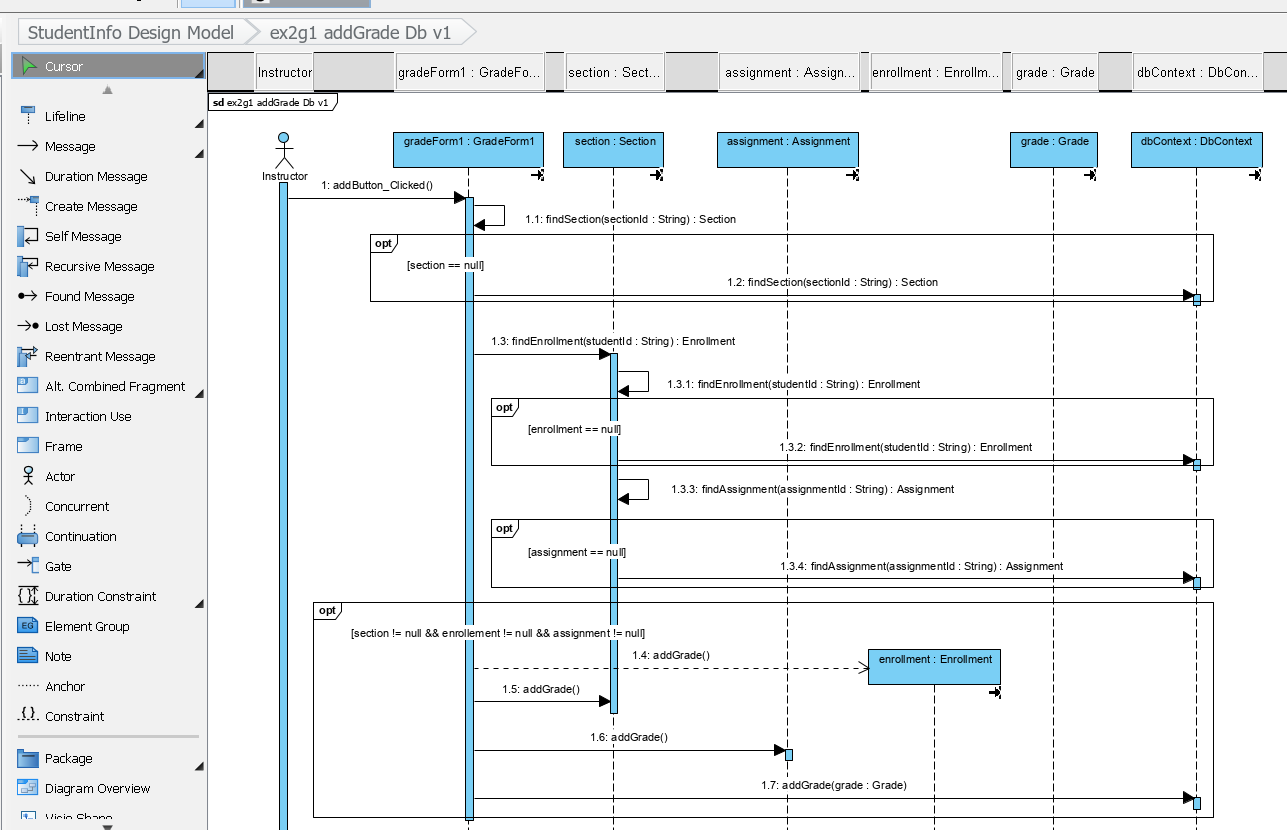 StudentInfo Design Model
ex2g1 addGrade Db v1
Cursor
Lifeline
Message
Duration Message
Create Message
Self Message
Recursive Message
Found Message
Lost Message
Reentrant Message
Alt. Combined Fragment
Interaction Use
Frame
Actor
Concurrent
Continuation
Gate
Duration Constraint
EG
Element Group
Note
Anchor
Constraint
Package
Diagram Overview
Visio Shape
Instructor
gradeForm1 : GradeFo...
section : Sect...
assignment : Assign...
enrollment : Enrollm...
grade : Grade
dbContext : DbCon...
sd ex2g1 addGrade Db v1
Instructor
gradeForm1 : GradeForm1
section : Section
assignment : Assignment
grade : Grade
dbContext : DbContext
1: addButton_Clicked()
1.1: findSection(sectionId : String) : Section
opt
[section == null]
1.2: findSection(sectionId : String) : Section
1.3: findEnrollment(studentId : String) : Enrollment
1.3.1: findEnrollment(studentId : String) : Enrollment
opt
[enrollment == null]
1.3.2: findEnrollment(studentId : String) : Enrollment
1.3.3: findAssignment(assignmentId : String) : Assignment
opt
[assignment == null]
1.3.4: findAssignment(assignmentId : String) : Assignment
opt
[section != null && enrollement != null && assignment != null]
1.4: addGrade()
enrollment : Enrollment
1.5: addGrade()
1.6: addGrade()
1.7: addGrade(grade : Grade)